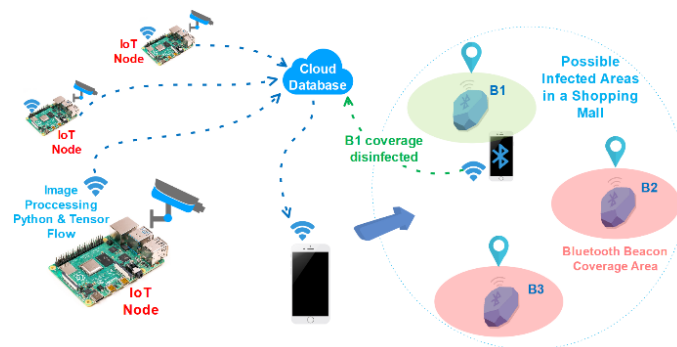 IoT
Node
IoT
Node
Image
Proccessing
Python & Tensor
Flow
IoT
Node
Cloud
Database
B1 coverage
disinfected
Possible
Infected Areas
in a Shopping
Mall
B1
B2
Bluetooth Beacon
Coverage Area
B3